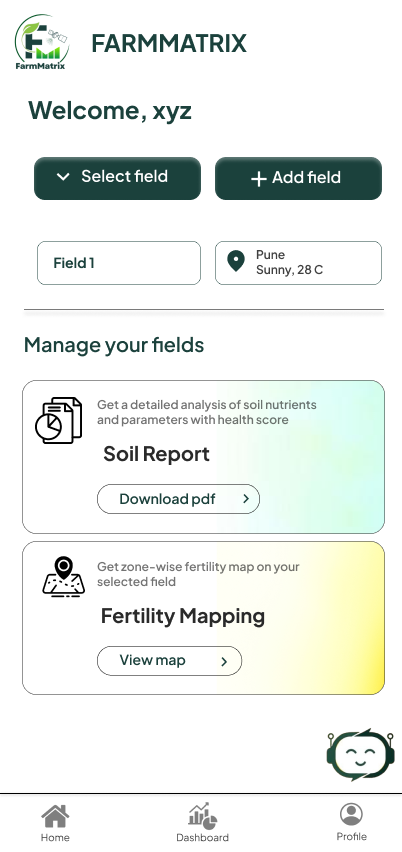 FarmMatrix
FARMMATRIX
Welcome, xyz
Select field
Add field
Field 1
Pune
Sunny, 28 C
Manage your fields
Get a detailed analysis of soil nutrients
and parameters with health score
Soil Report
Download pdf
Get zone-wise fertility map on your
selected field
Fertility Mapping
View map
Home
Dashboard
Profile